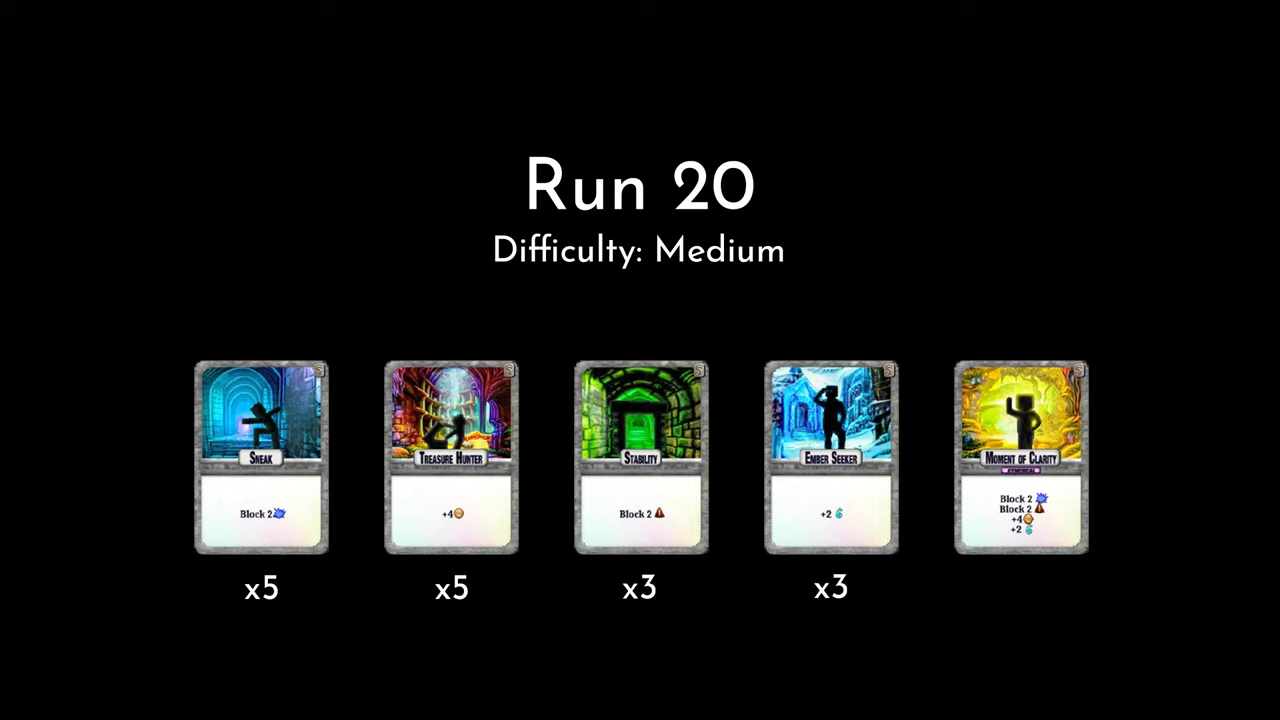 Run 20
Difficulty: Medium
S
SNEAK
Block 2
x5
S
TREASURE HUNTER
+4
x5
S
STABILITY
Block 2
x3
S
EMBER SEEKER
+2
x3
S
MOMENT OF CLARITY
ETHEREAL
Block 2
Block 2
+4
+2